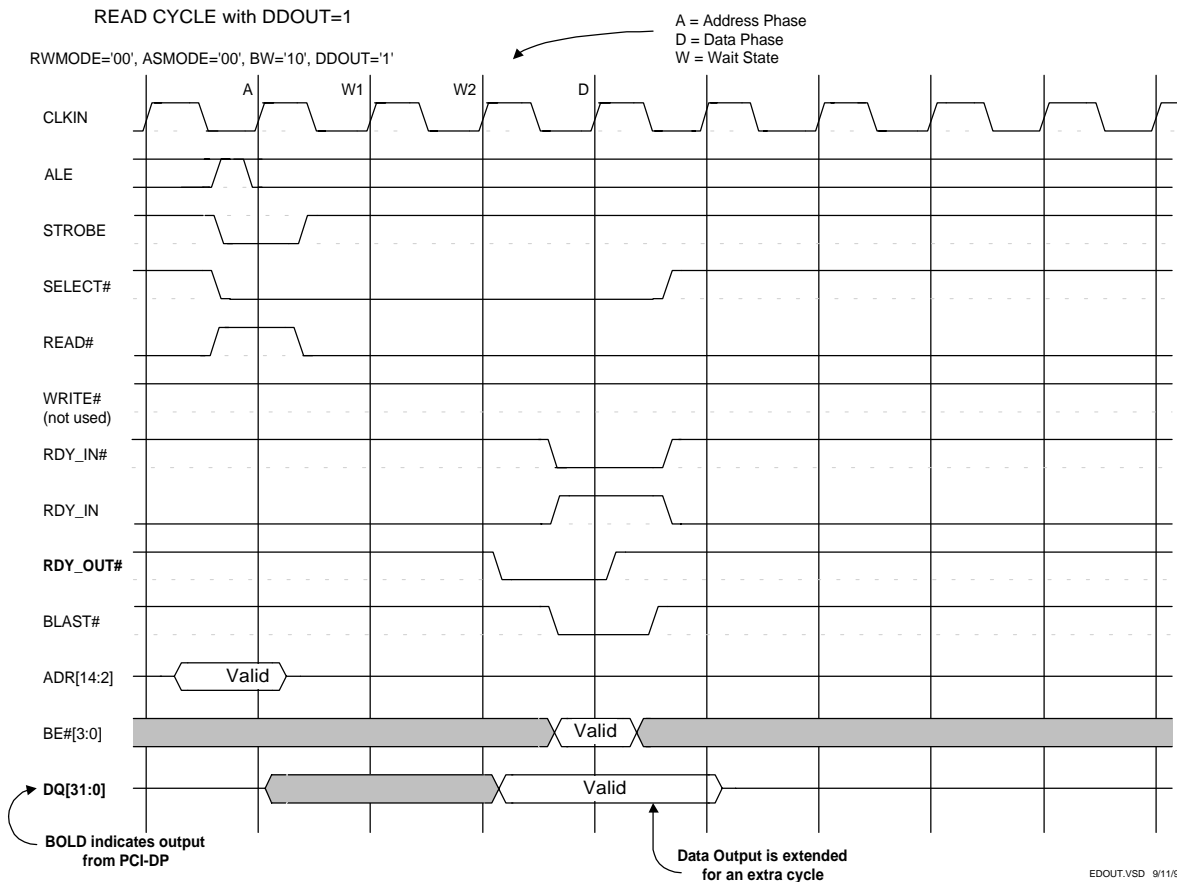 READ CYCLE with DDOUT=1
A = Address Phase
D = Data Phase
W = Wait State
RWMODE='00', ASMODE='00', BW='10', DDOUT='1'
A W1 W2 D
CLKIN
ALE
STROBE
SELECT#
READ#
WRITE#
(not used)
RDY_IN#
RDY_IN
RDY_OUT#
BLAST#
ADR[14:2] Valid
BE#[3:0] Valid
DQ[31:0] Valid
BOLD indicates output
from PCI-DP
Data Output is extended
for an extra cycle
EDOUT.VSD